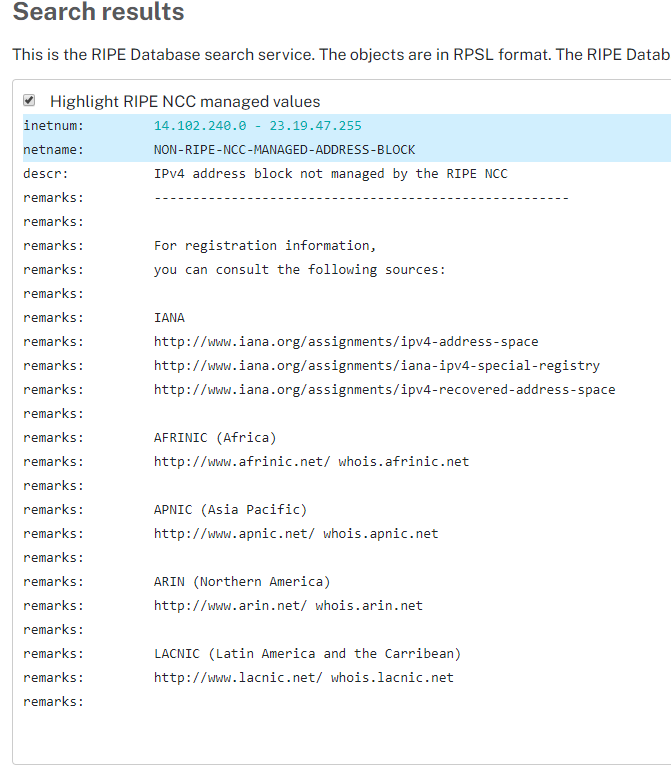 Search results
This is the RIPE Database search service. The objects are in RPSL format. The RIPE Datab
Highlight RIPE NCC managed values
inetnum: 14.102.240.0 - 23.19.47.255
netname: NON-RIPE-NCC-MANAGED-ADDRESS-BLOCK
descr: IPv4 address block not managed by the RIPE NCC
remarks: ------------------------------------------------------
remarks:
remarks: For registration information,
remarks: you can consult the following sources:
remarks:
remarks: IANA
remarks: http://www.iana.org/assignments/ipv4-address-space
remarks: http://www.iana.org/assignments/iana-ipv4-special-registry
remarks: http://www.iana.org/assignments/ipv4-recovered-address-space
remarks:
remarks: AFRINIC (Africa)
remarks: http://www.afrinic.net/ whois.afrinic.net
remarks:
remarks: APNIC (Asia Pacific)
remarks: http://www.apnic.net/ whois.apnic.net
remarks:
remarks: ARIN (Northern America)
remarks: http://www.arin.net/ whois.arin.net
remarks:
remarks: LACNIC (Latin America and the Carribean)
remarks: http://www.lacnic.net/ whois.lacnic.net
remarks: